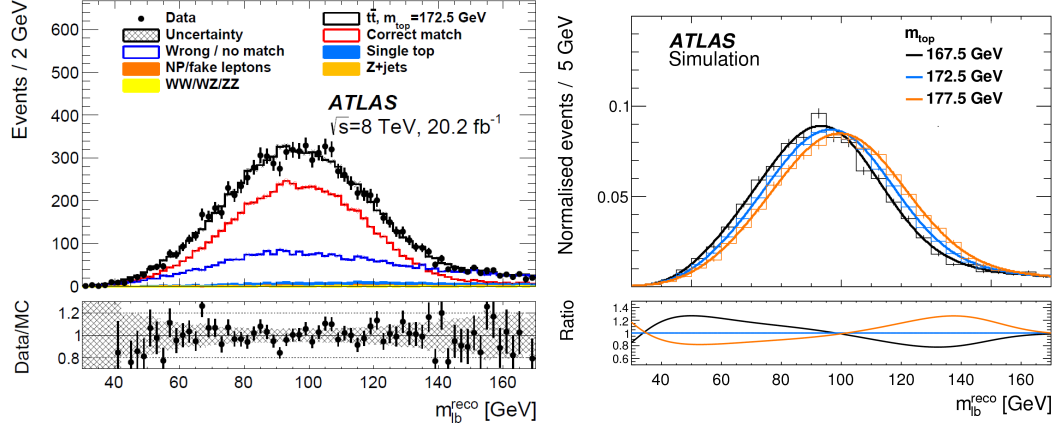 Events / 2 GeV
600
500
400
300
200
100
0
Data
Uncertainty
Wrong / no match
NP/fake leptons
WW/WZ/ZZ
tt̄, m_top=172.5 GeV
Correct match
Single top
Z+jets
ATLAS
√s=8 TeV, 20.2 fb⁻¹
Data/MC
1.2
1
0.8
40 60 80 100 120 140 160
m_lb^reco [GeV]
Normalised events / 5 GeV
0.1
0.05
ATLAS
Simulation
m_top
167.5 GeV
172.5 GeV
177.5 GeV
Ratio
1.4
1.2
1
0.8
0.6
40 60 80 100 120 140 160
m_lb^reco [GeV]